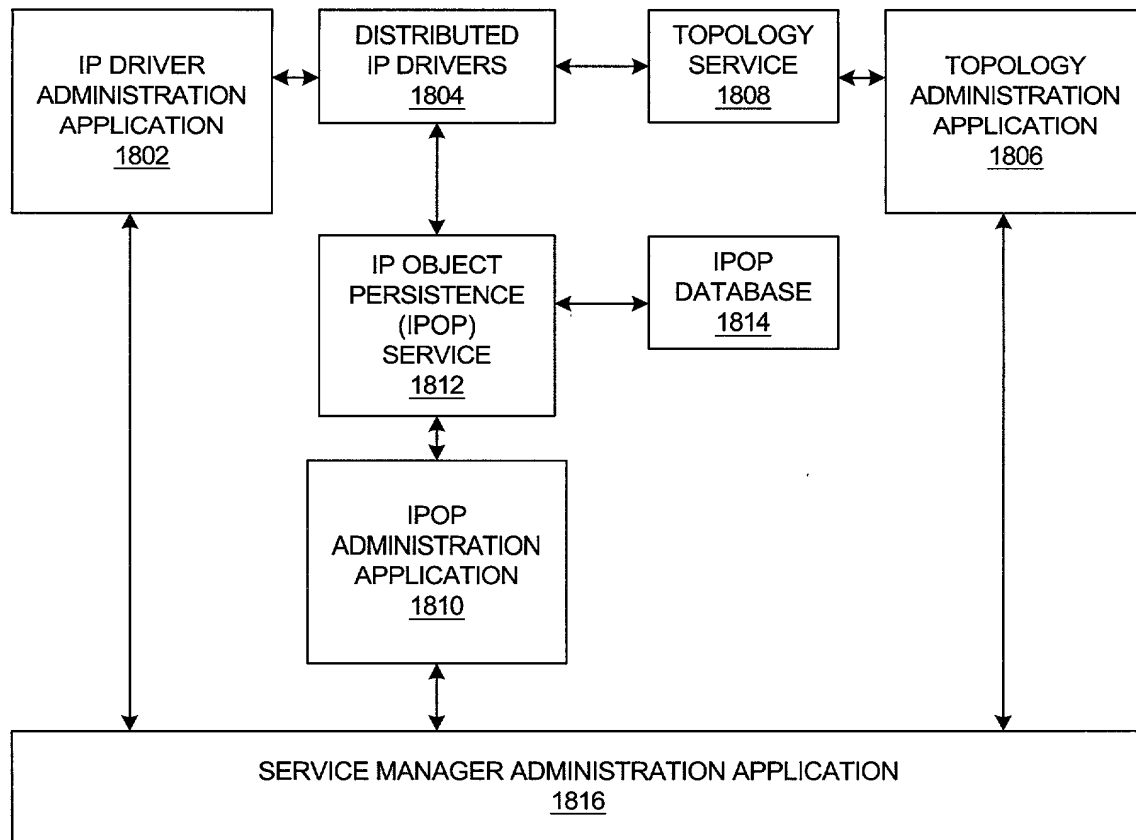 IP DRIVER
ADMINISTRATION
APPLICATION
1802
DISTRIBUTED
IP DRIVERS
1804
TOPOLOGY
SERVICE
1808
TOPOLOGY
ADMINISTRATION
APPLICATION
1806
IP OBJECT
PERSISTENCE
(IPOP)
SERVICE
1812
IPOP
DATABASE
1814
IPOP
ADMINISTRATION
APPLICATION
1810
SERVICE MANAGER ADMINISTRATION APPLICATION
1816